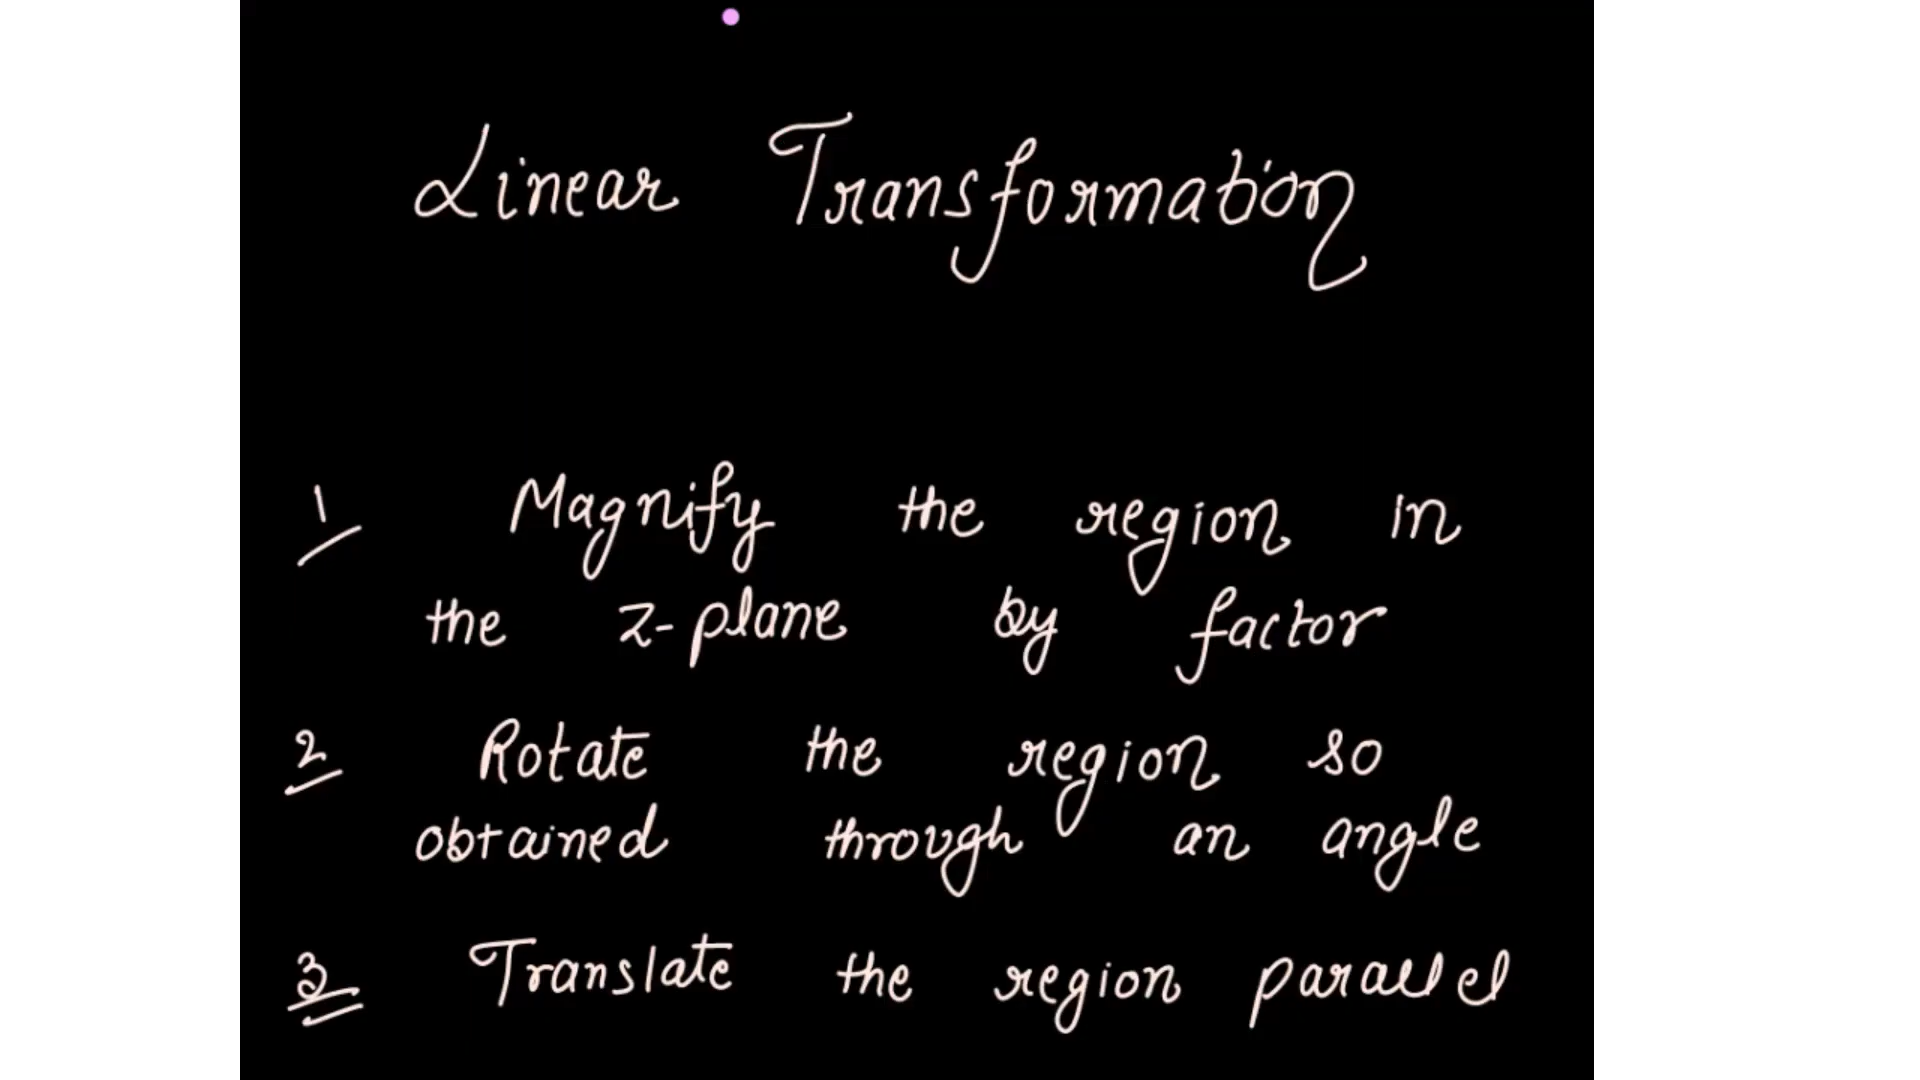 Linear Transformation
1 Magnify the region in
the z-plane by factor
2 Rotate the region so
obtained through an angle
3 Translate the region parallel